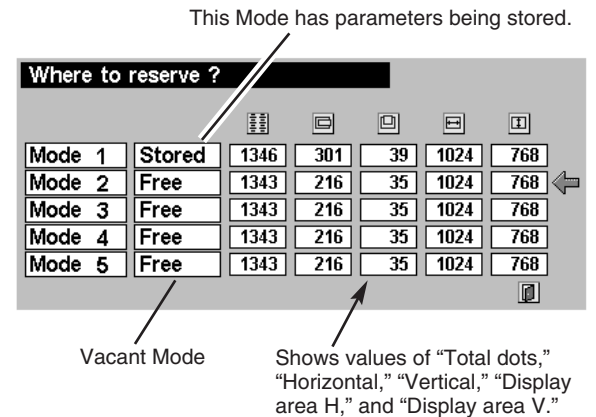 This Mode has parameters being stored.
Where to reserve ?
Mode 1 Stored 1346 301 39 1024 768
Mode 2 Free 1343 216 35 1024 768
Mode 3 Free 1343 216 35 1024 768
Mode 4 Free 1343 216 35 1024 768
Mode 5 Free 1343 216 35 1024 768
Vacant Mode
Shows values of “Total dots,”
“Horizontal,” “Vertical,” “Display
area H,” and “Display area V.”